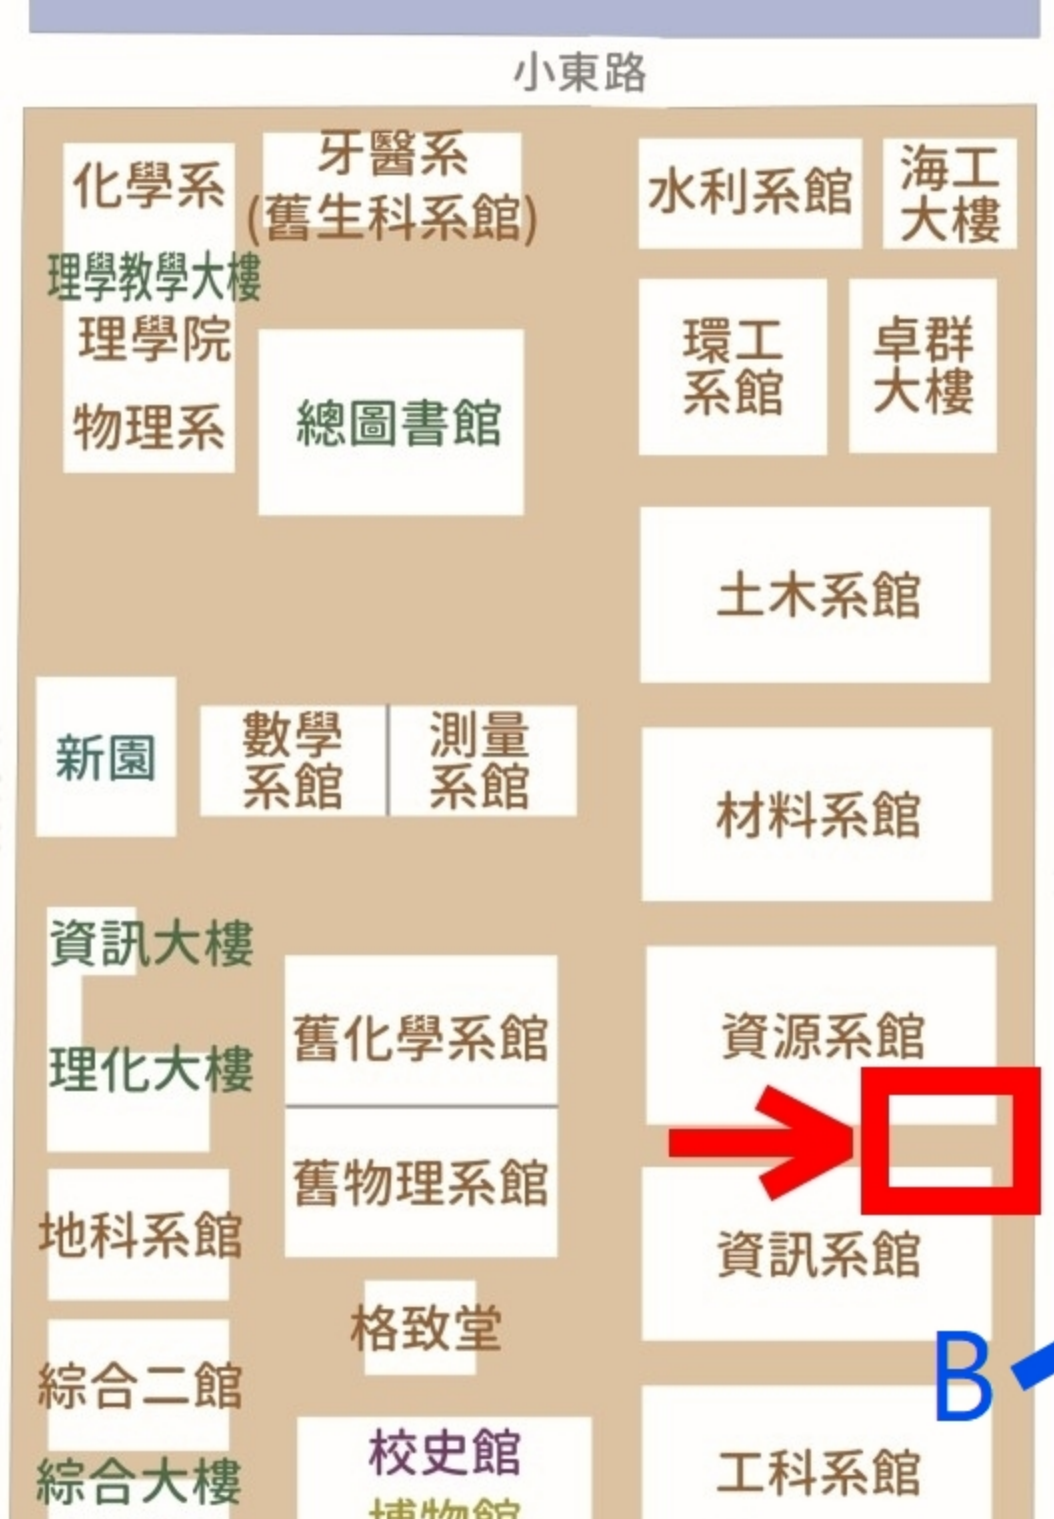 小東路
化學系
牙醫系
(舊生科系館)
水利系館
海工
大樓
理學教學大樓
理學院
物理系
總圖書館
環工
系館
卓群
大樓
土木系館
新園
數學
系館
測量
系館
材料系館
資訊大樓
理化大樓
舊化學系館
舊物理系館
資源系館
地科系館
格致堂
資訊系館
B
綜合二館
綜合大樓
校史館
博物館
工科系館